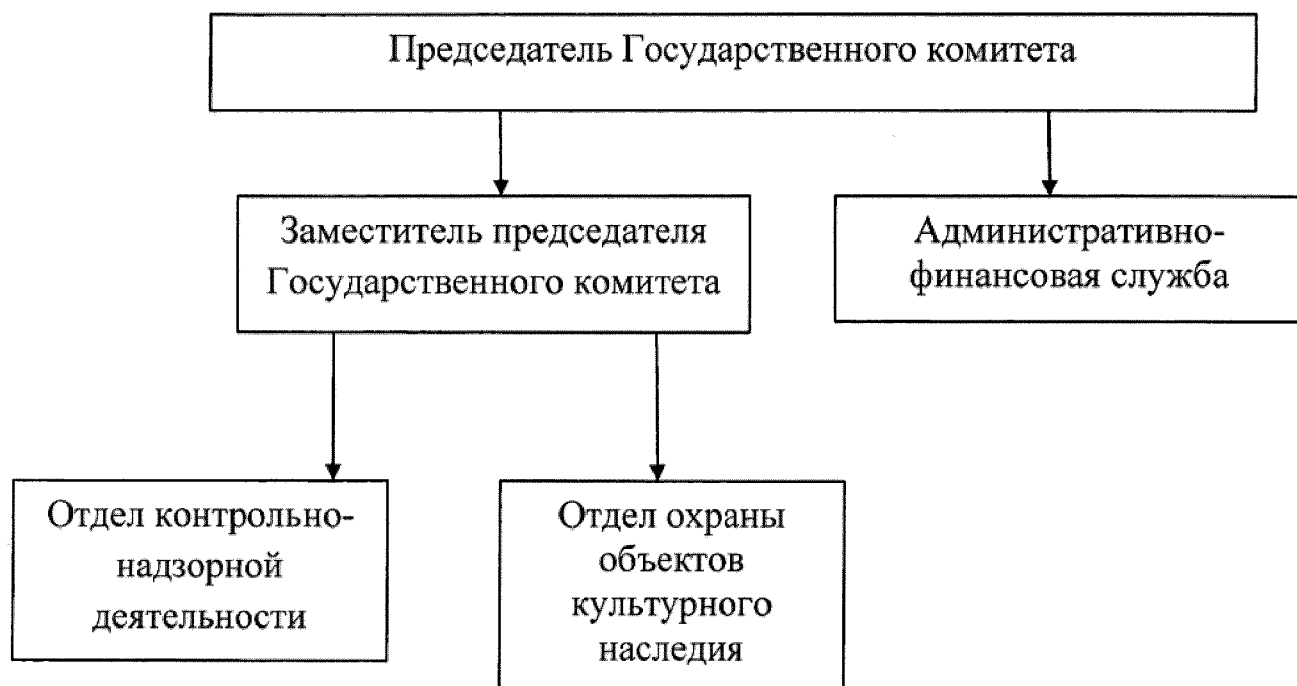 Председатель Государственного комитета
Заместитель председателя
Государственного комитета
Административно-
финансовая служба
Отдел контрольно-
надзорной
деятельности
Отдел охраны
объектов
культурного
наследия